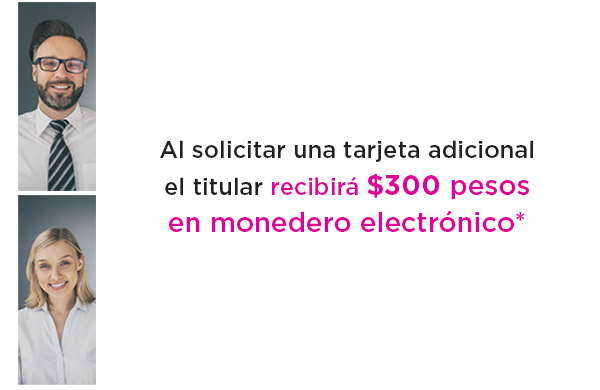 Al solicitar una tarjeta adicional
el titular recibirá $300 pesos
en monedero electrónico*